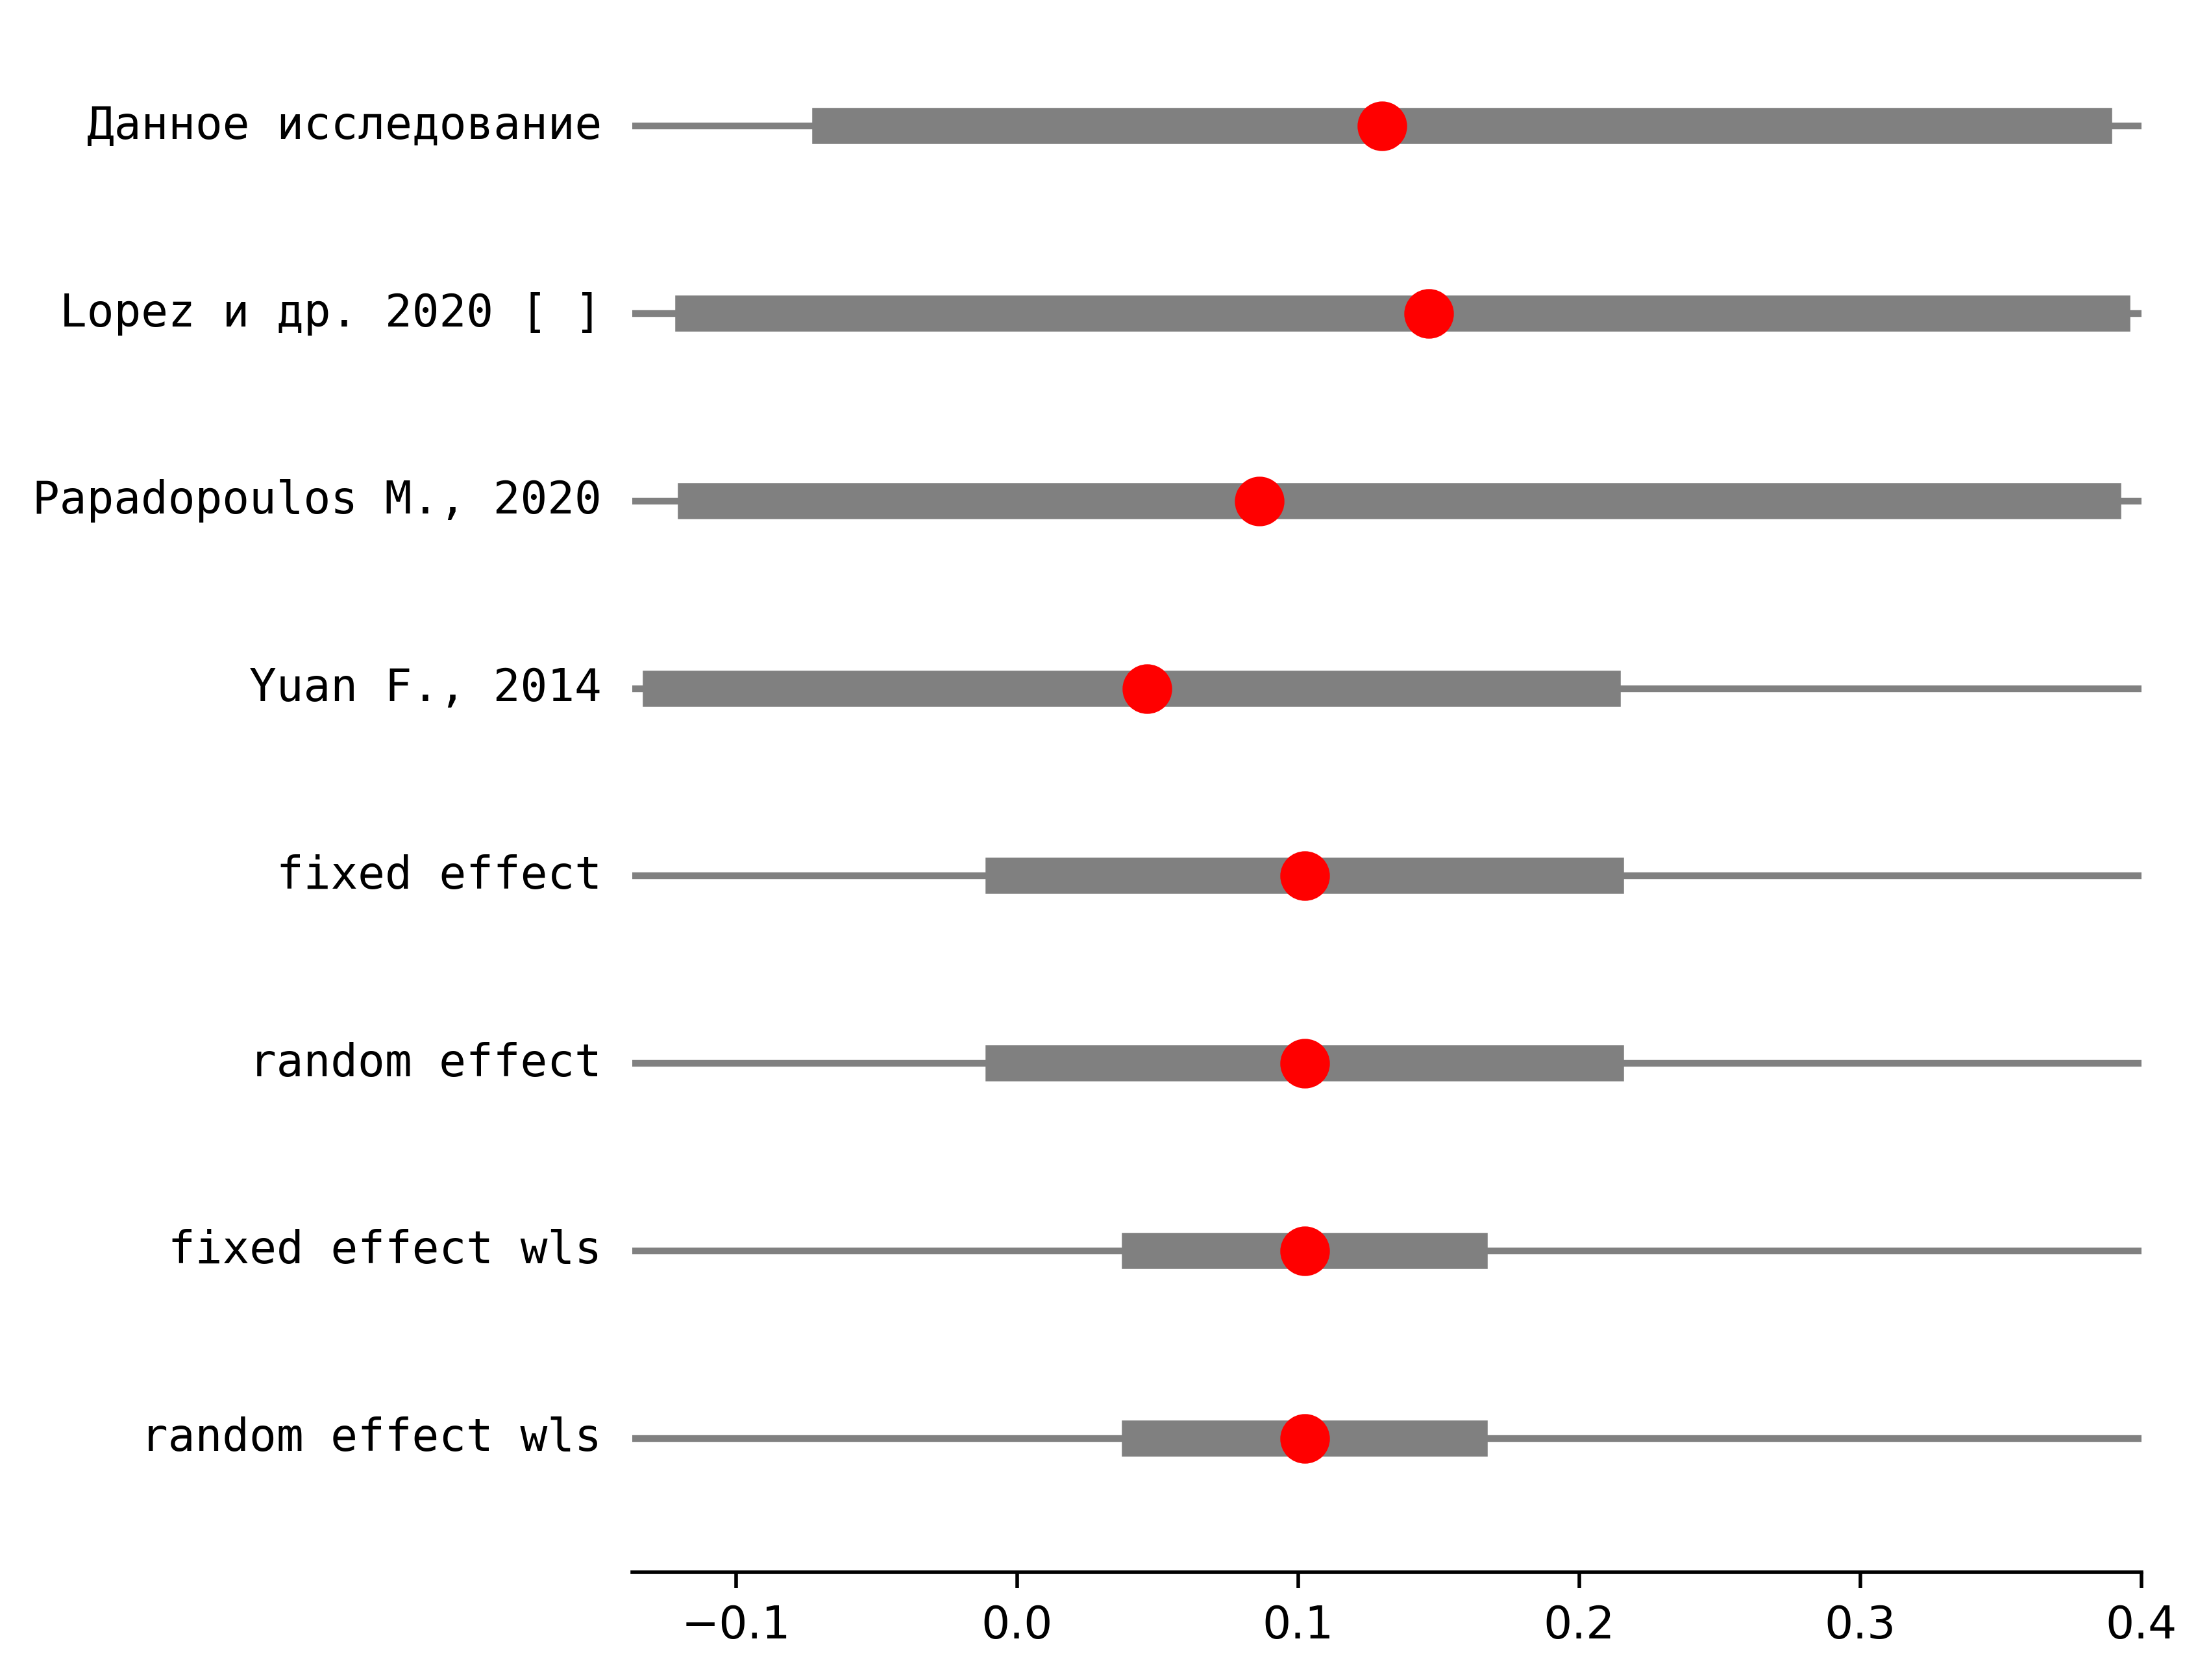 Данное исследование
Lopez и др. 2020 [ ]
Papadopoulos M., 2020
Yuan F., 2014
fixed effect
random effect
fixed effect wls
random effect wls
−0.1 0.0 0.1 0.2 0.3 0.4